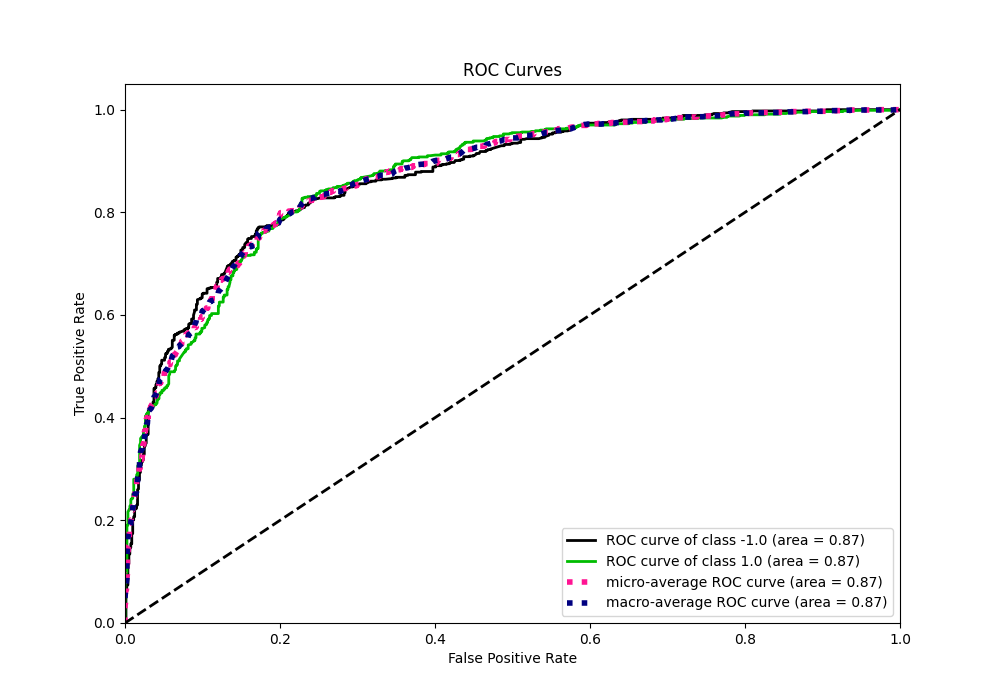 ROC Curves
1.0
0.8
0.6
0.4
0.2
0.0
True Positive Rate
ROC curve of class -1.0 (area = 0.87)
ROC curve of class 1.0 (area = 0.87)
micro-average ROC curve (area = 0.87)
macro-average ROC curve (area = 0.87)
0.0 0.2 0.4 0.6 0.8 1.0
False Positive Rate